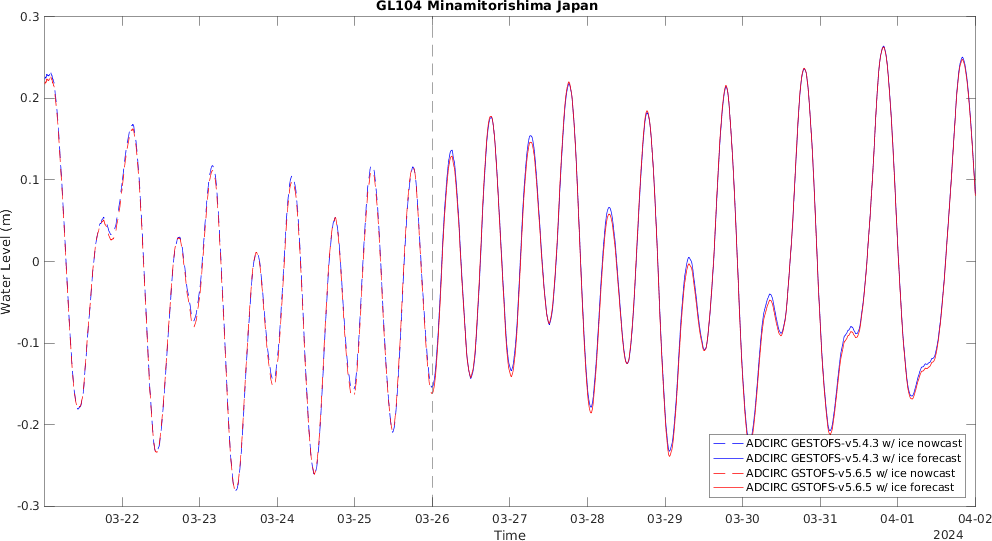 GL104 Minamitorishima Japan
0.3
0.2
0.1
0
-0.1
-0.2
-0.3
Water Level (m)
ADCIRC GESTOFS-v5.4.3 w/ ice nowcast
ADCIRC GESTOFS-v5.4.3 w/ ice forecast
ADCIRC GSTOFS-v5.6.5 w/ ice nowcast
ADCIRC GSTOFS-v5.6.5 w/ ice forecast
03-22 03-23 03-24 03-25 03-26 03-27 03-28 03-29 03-30 03-31 04-01 04-02
Time
2024